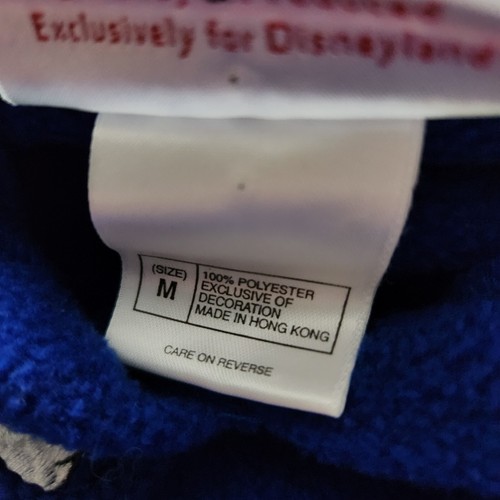 Exclusively for Disneyland
(SIZE)
M
100% POLYESTER
EXCLUSIVE OF
DECORATION
MADE IN HONG KONG
CARE ON REVERSE